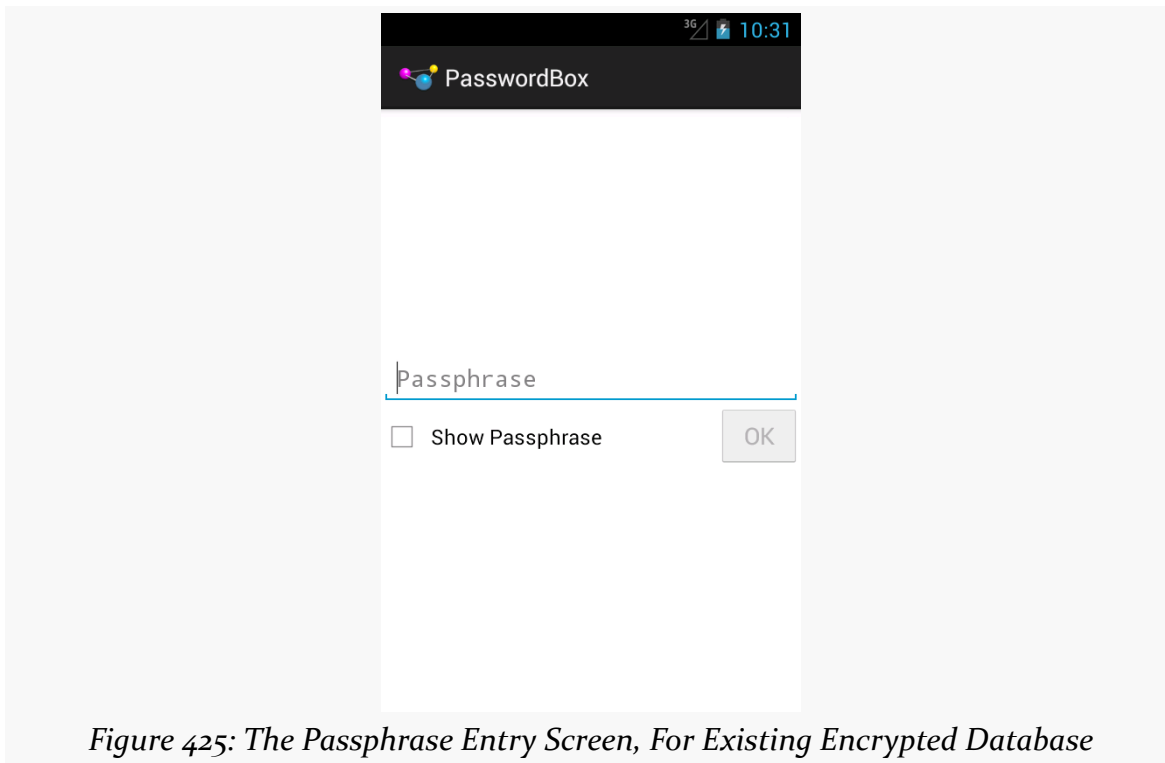 3G 10:31
PasswordBox
Passphrase
Show Passphrase OK
Figure 425: The Passphrase Entry Screen, For Existing Encrypted Database